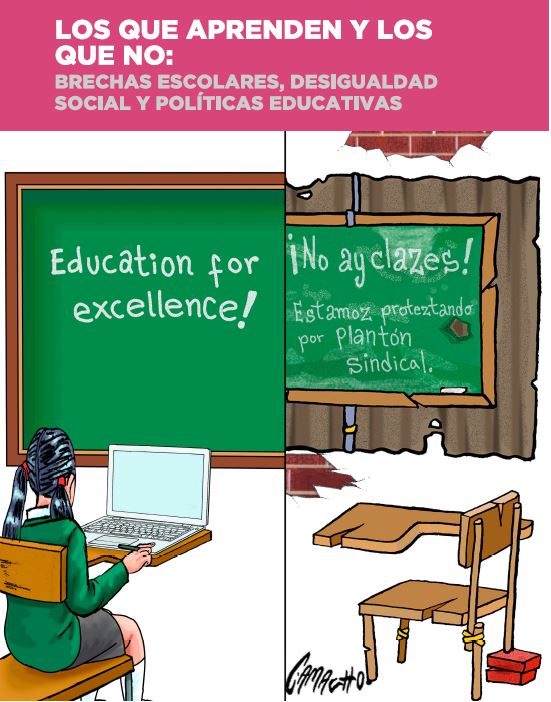 LOS QUE APRENDEN Y LOS
QUE NO:
BRECHAS ESCOLARES, DESIGUALDAD
SOCIAL Y POLÍTICAS EDUCATIVAS
Education for
excellence!
¡No ay clazes!
Estamoz proteztando
por Plantón
Sindical.
CAMACHO